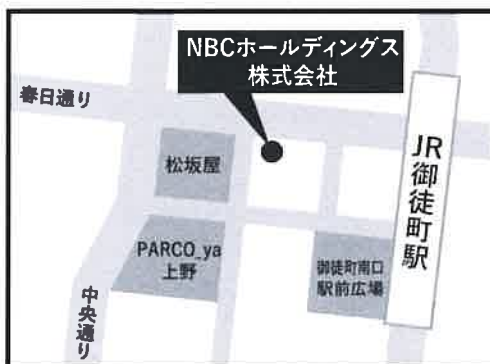 NBCホールディングス
株式会社
春日通り
松坂屋
JR御徒町駅
PARCO_ya
上野
御徒町南口
駅前広場
中央通り